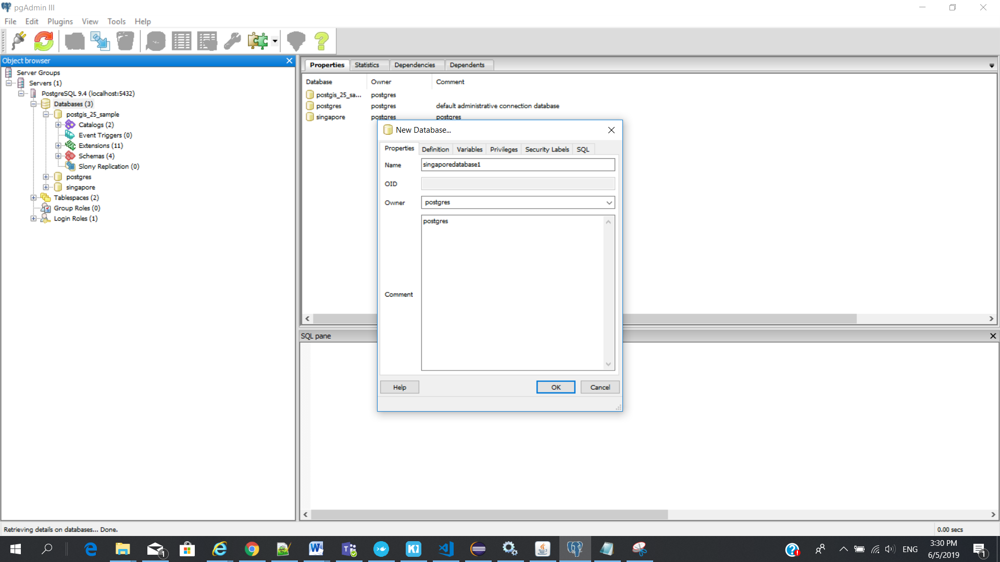 pgAdmin III
File Edit Plugins View Tools Help
Object browser
Server Groups
Servers (1)
PostgreSQL 9.4 (localhost:5432)
Databases (3)
postgis_25_sample
Catalogs (2)
Event Triggers (0)
Extensions (11)
Schemas (4)
Slony Replication (0)
postgres
singapore
Tablespaces (2)
Group Roles (0)
Login Roles (1)
Properties Statistics Dependencies Dependents
Database Owner Comment
postgis_25_sa... postgres
postgres postgres default administrative connection database
singapore postgres postgres
New Database...
Properties Definition Variables Privileges Security Labels SQL
Name singaporedatabase1
OID
Owner postgres
postgres
Comment
Help OK Cancel
SQL pane
Retrieving details on databases... Done. 0.00 secs
ENG
3:30 PM
6/5/2019